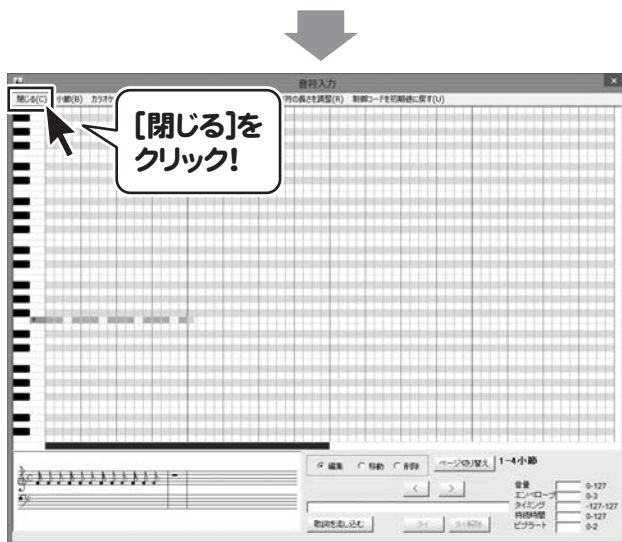 音符入力
閉じる(C) 小節(B) カラオケ 音符の長さを調整(R) 制御コードを初期値に戻す(U)
[閉じる]を
クリック!
編集 移動 削除 ページ切り替え 1-4小節
< >
音量 0-127
エンベロープ 0-3
タイミング -127-127
持続時間 0-127
ビブラート 0-2
歌詞を流し込む タイ タイ解除